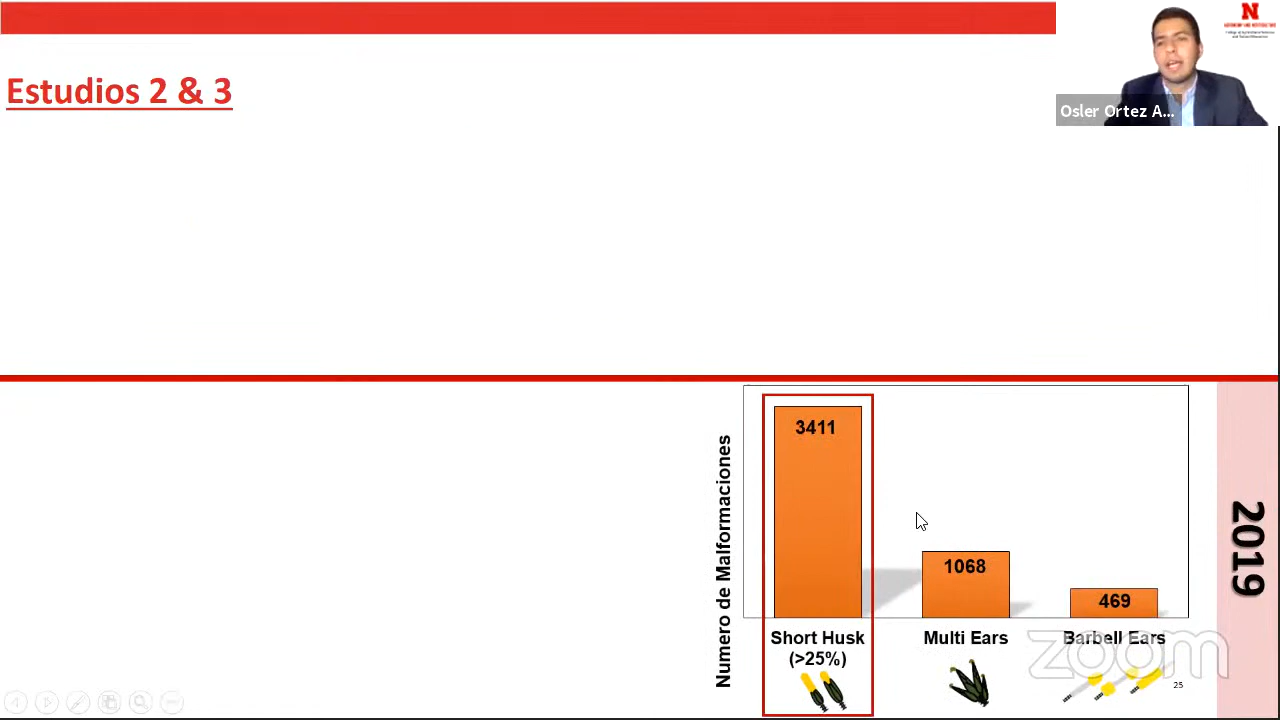 Estudios 2 & 3
N
Osler Ortez A...
Numero de Malformaciones
3411
1068
469
Short Husk
(>25%)
Multi Ears
Barbell Ears
2019
zoom
25